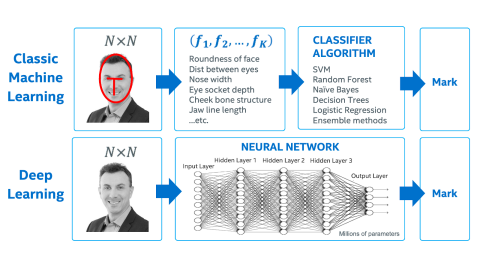 Classic
Machine
Learning
N×N
(f1, f2, ..., fK)
Roundness of face
Dist between eyes
Nose width
Eye socket depth
Cheek bone structure
Jaw line length
...etc.
CLASSIFIER
ALGORITHM
SVM
Random Forest
Naïve Bayes
Decision Trees
Logistic Regression
Ensemble methods
Mark
Deep
Learning
N×N
NEURAL NETWORK
Input Layer
Hidden Layer 1
Hidden Layer 2
Hidden Layer 3
Output Layer
Millions of parameters
Mark